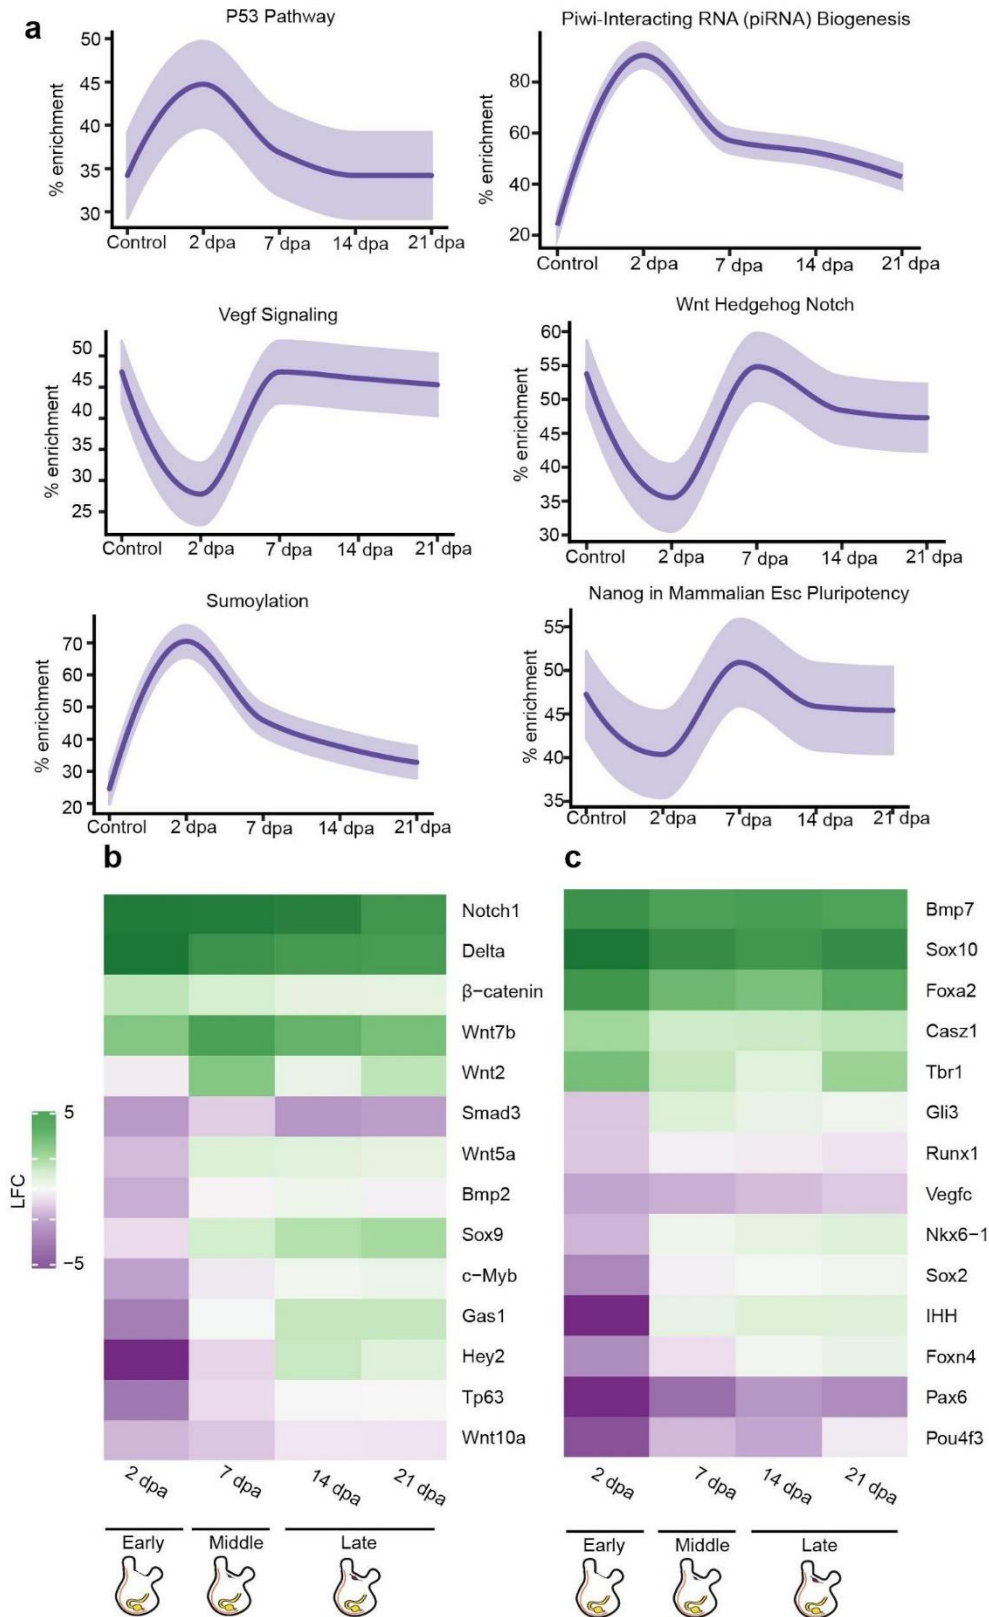 a
P53 Pathway
% enrichment
50
45
40
35
30
Control 2 dpa 7 dpa 14 dpa 21 dpa
Piwi-Interacting RNA (piRNA) Biogenesis
% enrichment
80
60
40
20
Control 2 dpa 7 dpa 14 dpa 21 dpa
Vegf Signaling
% enrichment
50
45
40
35
30
25
Control 2 dpa 7 dpa 14 dpa 21 dpa
Wnt Hedgehog Notch
% enrichment
60
55
50
45
40
35
30
Control 2 dpa 7 dpa 14 dpa 21 dpa
Sumoylation
% enrichment
70
60
50
40
30
20
Control 2 dpa 7 dpa 14 dpa 21 dpa
Nanog in Mammalian Esc Pluripotency
% enrichment
55
50
45
40
35
Control 2 dpa 7 dpa 14 dpa 21 dpa
b
LFC
5
−5
Notch1
Delta
β−catenin
Wnt7b
Wnt2
Smad3
Wnt5a
Bmp2
Sox9
c−Myb
Gas1
Hey2
Tp63
Wnt10a
2 dpa 7 dpa 14 dpa 21 dpa
Early Middle Late
c
Bmp7
Sox10
Foxa2
Casz1
Tbr1
Gli3
Runx1
Vegfc
Nkx6−1
Sox2
IHH
Foxn4
Pax6
Pou4f3
2 dpa 7 dpa 14 dpa 21 dpa
Early Middle Late